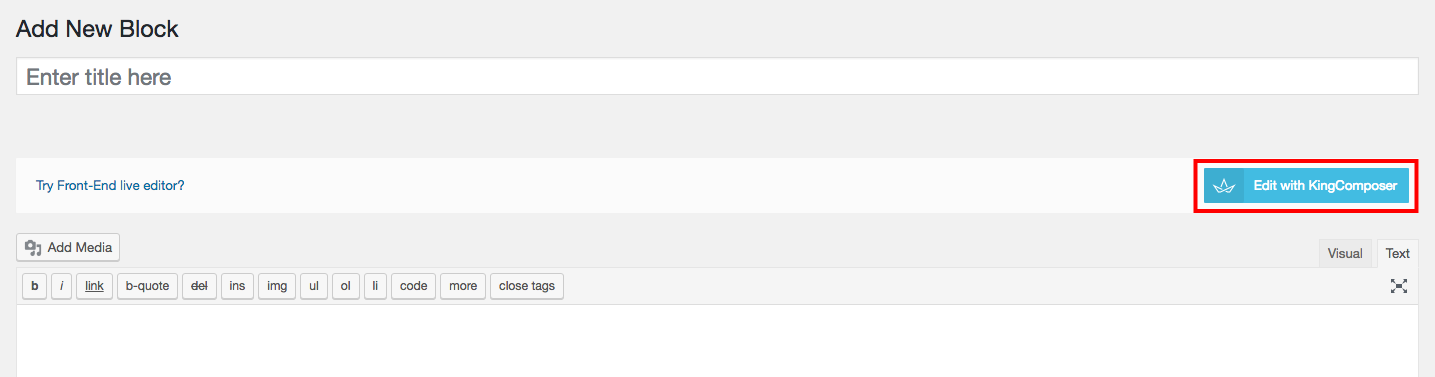 Add New Block
Enter title here
Try Front-End live editor? Edit with KingComposer
Add Media Visual Text
b i link b-quote del ins img ul ol li code more close tags